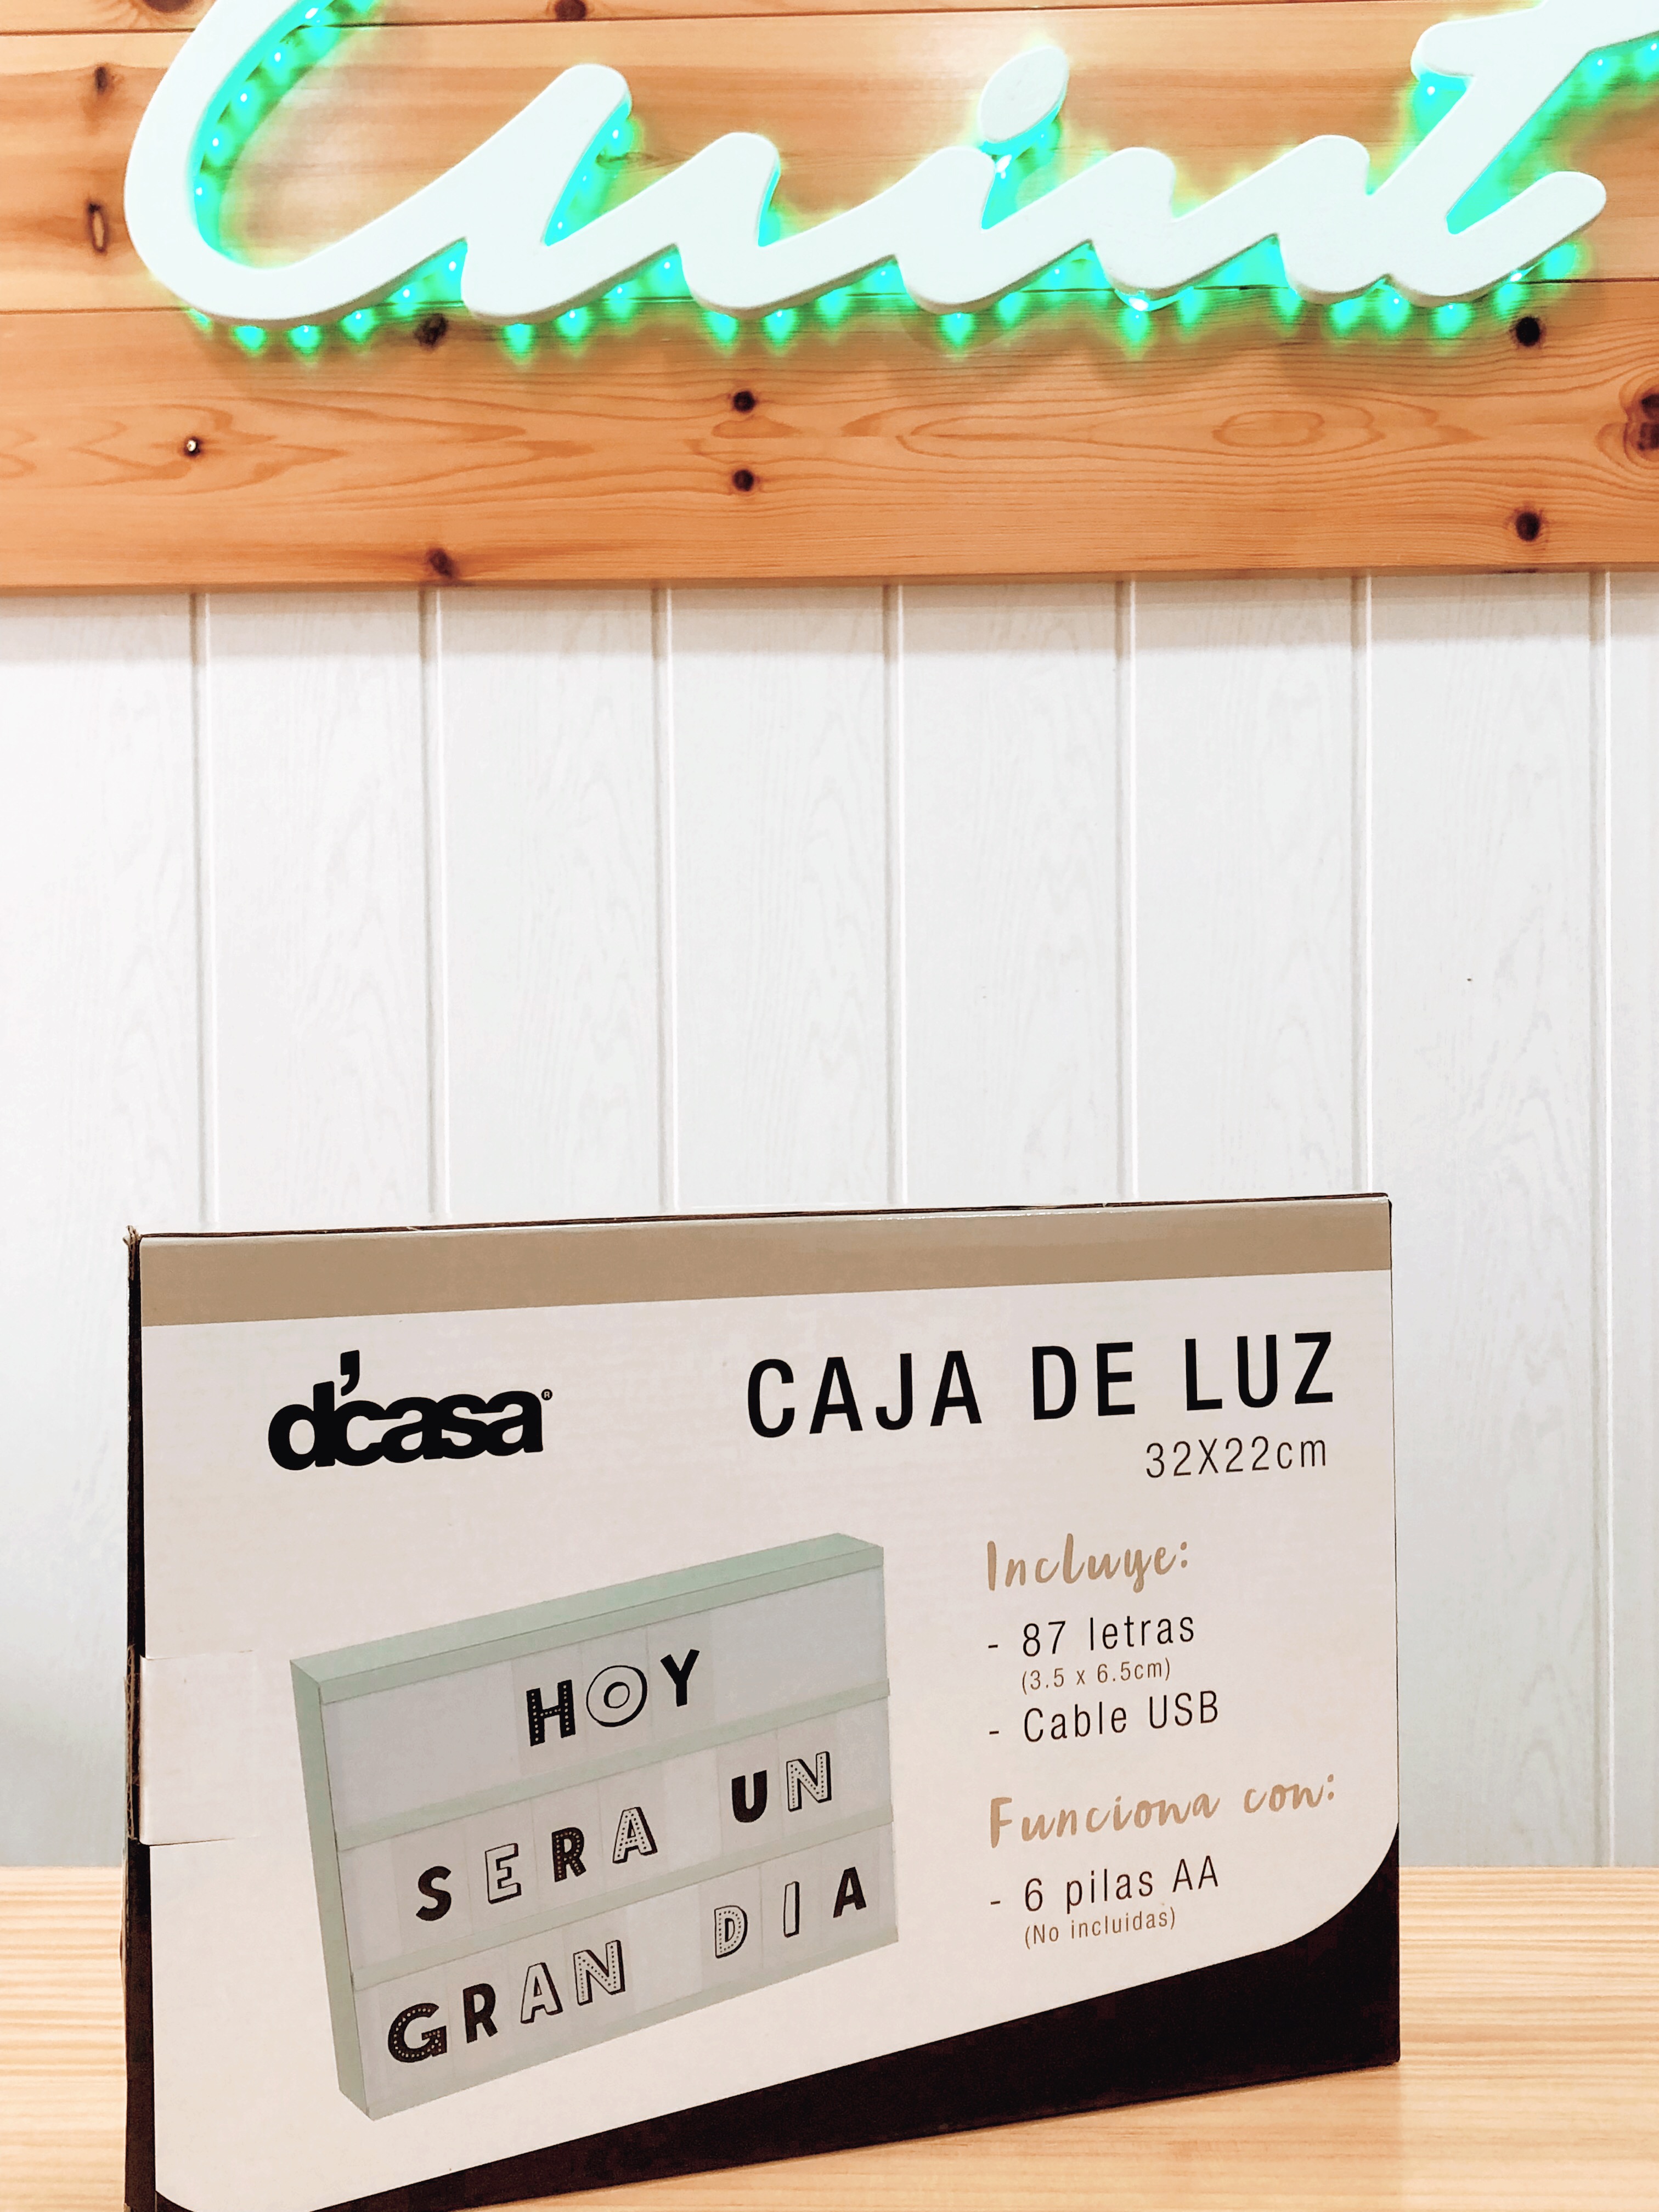 d'casa®
CAJA DE LUZ
32X22cm
HOY
SERA UN
GRAN DIA
Incluye:
- 87 letras
(3.5 x 6.5cm)
- Cable USB
Funciona con:
- 6 pilas AA
(No incluidas)